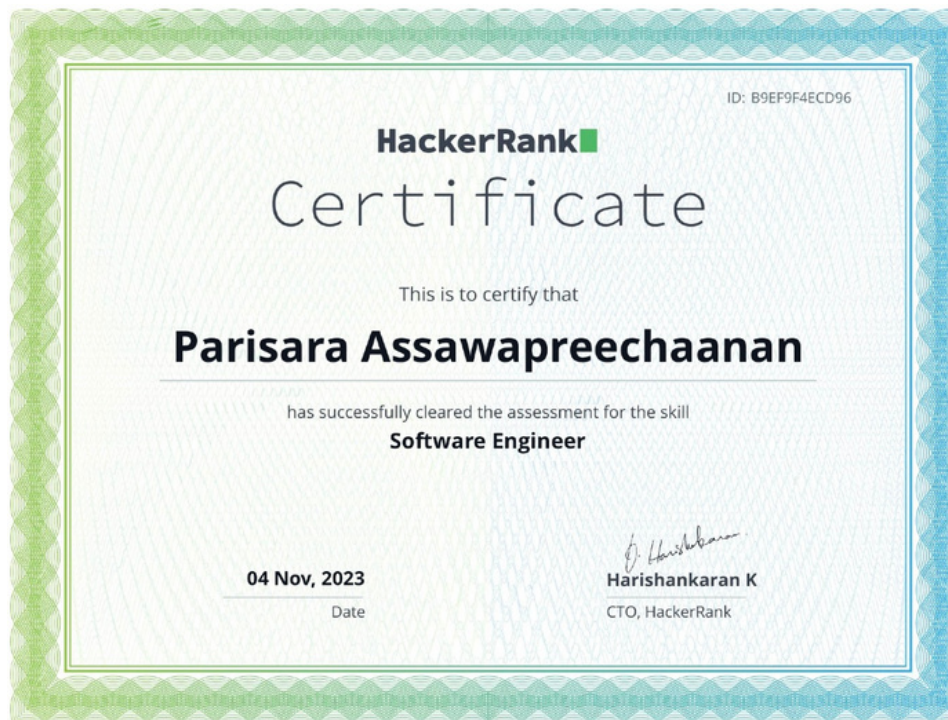 ID: B9EF9F4ECD96
HackerRank
Certificate
This is to certify that
Parisara Assawapreechaanan
has successfully cleared the assessment for the skill
Software Engineer
04 Nov, 2023
Date
Harishankaran K
CTO, HackerRank